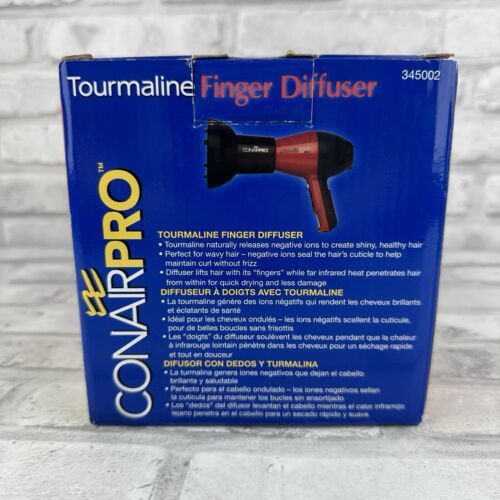 Tourmaline Finger Diffuser
345002
CONAIRPRO
CONAIRPRO™
TOURMALINE FINGER DIFFUSER
• Tourmaline naturally releases negative ions to create shiny, healthy hair
• Perfect for wavy hair – negative ions seal the hair's cuticle to help
maintain curl without frizz
• Diffuser lifts hair with its "fingers" while far infrared heat penetrates hair
from within for quick drying and less damage
DIFFUSEUR À DOIGTS AVEC TOURMALINE
• La tourmaline génère des ions négatifs qui rendent les cheveux brillants
et éclatants de santé
• Idéal pour les cheveux ondulés – les ions négatifs scellent la cuticule,
pour de belles boucles sans frisottis
• Les "doigts" du diffuseur soulèvent les cheveux pendant que la chaleur
à infrarouge lointain pénètre dans les cheveux pour un séchage rapide
et tout en douceur
DIFUSOR CON DEDOS Y TURMALINA
• La turmalina genera iones negativos que dejan el cabello
brillante y saludable
• Perfecto para el cabello ondulado – los iones negativos sellan
la cutícula para mantener los bucles sin ensortijado
• Los "dedos" del difusor levantan el cabello mientras el calor infrarrojo
lejano penetra en el cabello para un secado rápido y suave